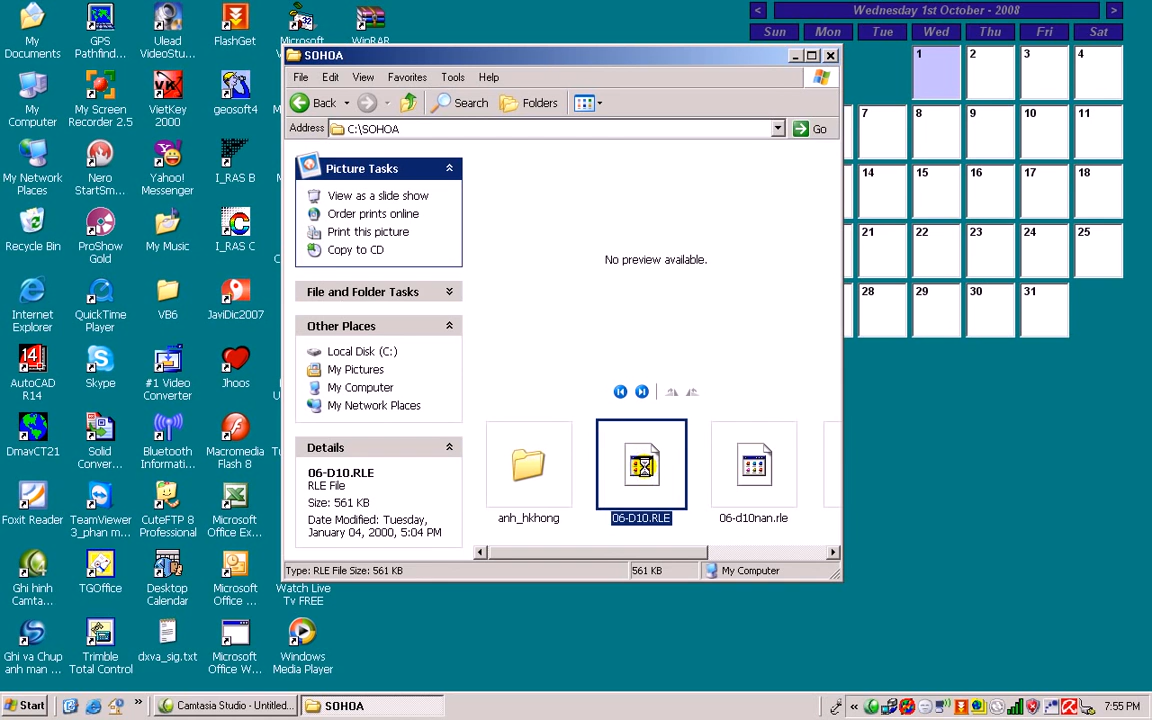 My
Documents
GPS
Pathfind...
Ulead
VideoStu...
FlashGet
Microsoft
WinRAR
My
Computer
My Screen
Recorder 2.5
VietKey
2000
geosoft4
My Network
Places
Nero
StartSm...
Yahoo!
Messenger
I_RAS B
Recycle Bin
ProShow
Gold
My Music
I_RAS C
Internet
Explorer
QuickTime
Player
VB6
JaviDic2007
AutoCAD
R14
Skype
#1 Video
Converter
Jhoos
DmavCT21
Solid
Conver...
Bluetooth
Informati...
Macromedia
Flash 8
Foxit Reader
TeamViewer
3_phan m...
CuteFTP 8
Professional
Microsoft
Office Ex...
Ghi hinh
Camta...
TGOffice
Desktop
Calendar
Microsoft
Office ...
Watch Live
Tv FREE
Ghi va Chup
anh man ...
Trimble
Total Control
dxva_sig.txt
Microsoft
Office W...
Windows
Media Player
SOHOA
File Edit View Favorites Tools Help
Back Search Folders
Address C:\SOHOA Go
Picture Tasks
View as a slide show
Order prints online
Print this picture
Copy to CD
File and Folder Tasks
Other Places
Local Disk (C:)
My Pictures
My Computer
My Network Places
Details
06-D10.RLE
RLE File
Size: 561 KB
Date Modified: Tuesday,
January 04, 2000, 5:04 PM
No preview available.
anh_hkhong 06-D10.RLE 06-d10nan.rle
Type: RLE File Size: 561 KB 561 KB My Computer
< Wednesday 1st October - 2008 >
Sun Mon Tue Wed Thu Fri Sat
1 2 3 4
7 8 9 10 11
14 15 16 17 18
21 22 23 24 25
28 29 30 31
Start » Camtasia Studio - Untitled... SOHOA « 7:55 PM